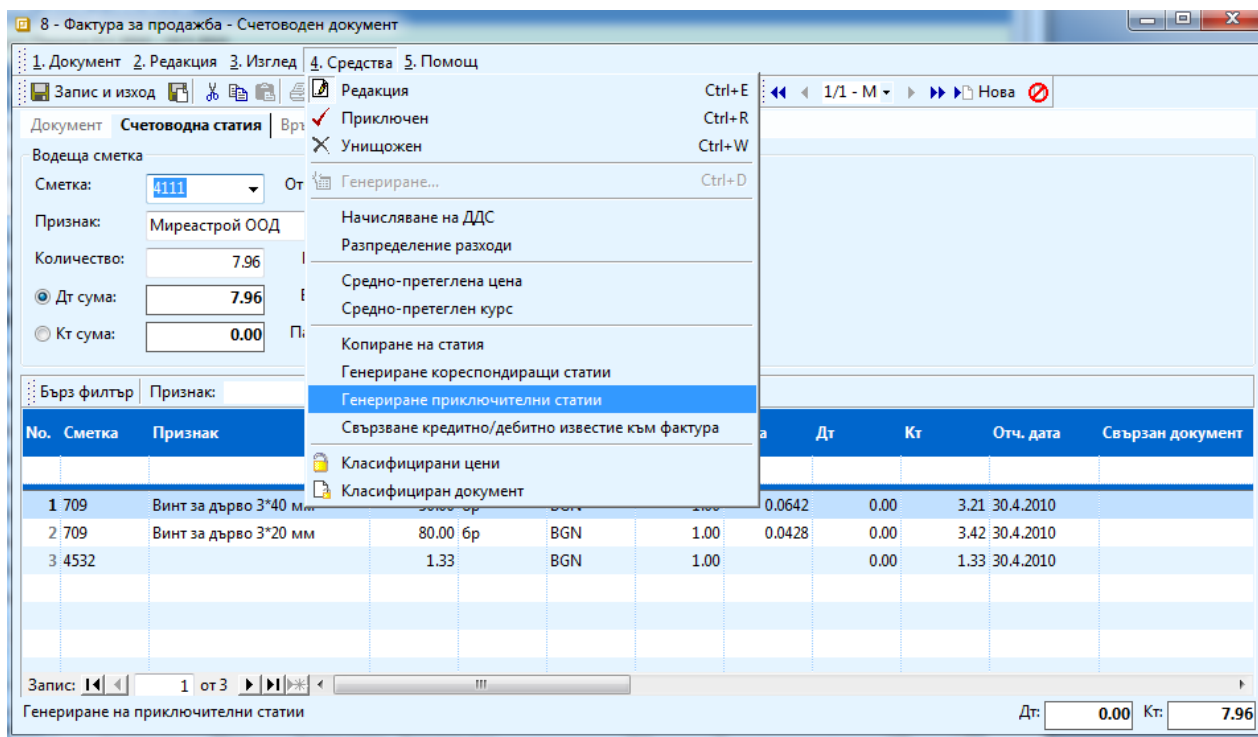 8 - Фактура за продажба - Счетоводен документ
1. Документ 2. Редакция 3. Изглед 4. Средства 5. Помощ
Запис и изход 1/1 - М Нова
Редакция Ctrl+E
Приключен Ctrl+R
Унищожен Ctrl+W
Генериране... Ctrl+D
Начисляване на ДДС
Разпределение разходи
Средно-претеглена цена
Средно-претеглен курс
Копиране на статия
Генериране кореспондиращи статии
Генериране приключителни статии
Свързване кредитно/дебитно известие към фактура
Класифицирани цени
Класифициран документ
Документ Счетоводна статия
Водеща сметка
Сметка: 4111 От
Признак: Миреастрой ООД
Количество: 7.96
Дт сума: 7.96
Кт сума: 0.00
Бърз филтър Признак:
No. Сметка Признак а Дт Кт Отч. дата Свързан документ
1 709 Винт за дърво 3*40 0.0642 0.00 3.21 30.4.2010
2 709 Винт за дърво 3*20 мм 80.00 бр BGN 1.00 0.0428 0.00 3.42 30.4.2010
3 4532 1.33 BGN 1.00 0.00 1.33 30.4.2010
Запис: 1 от 3
Генериране на приключителни статии Дт: 0.00 Кт: 7.96